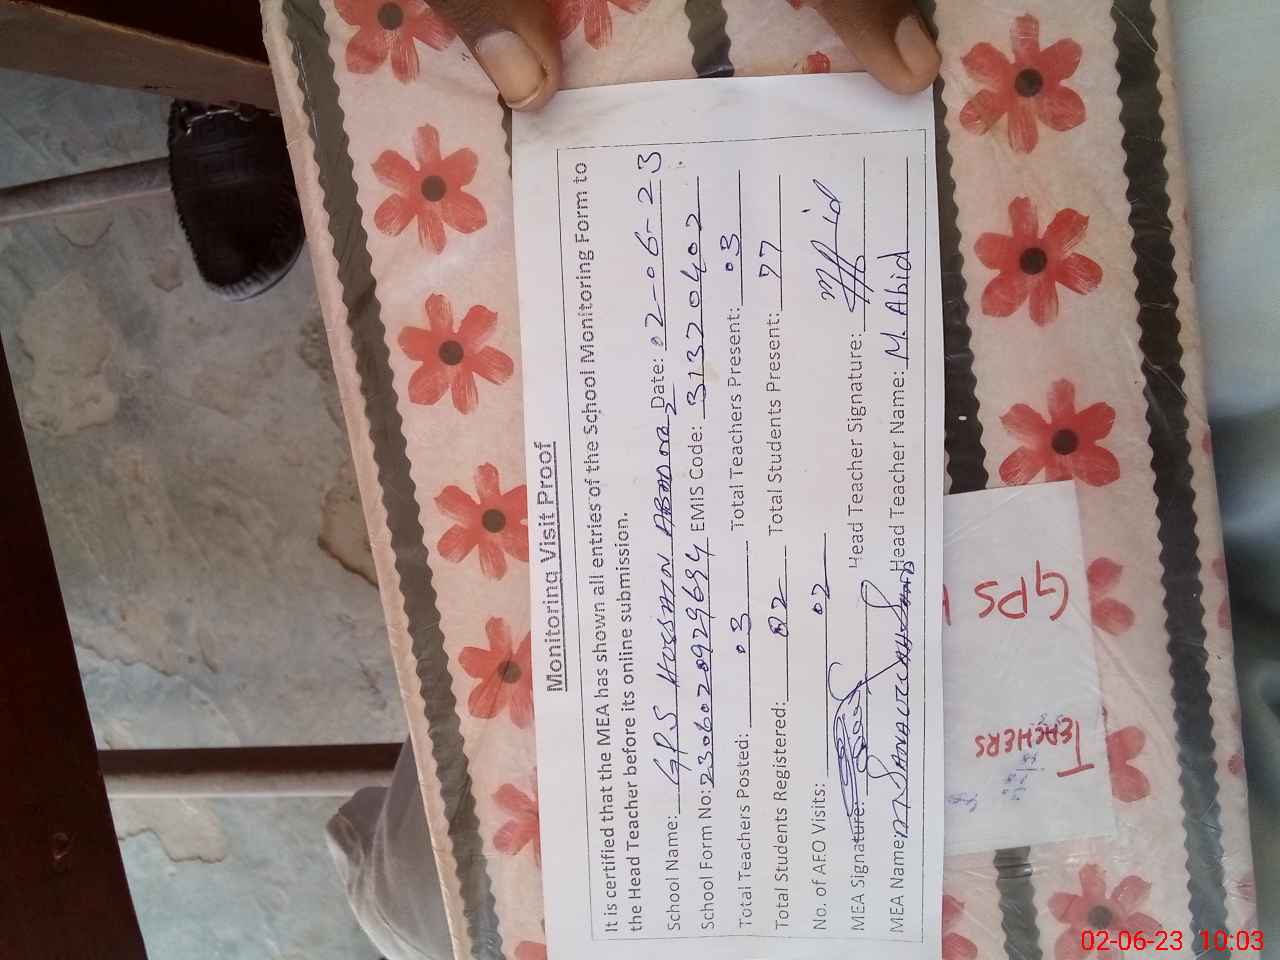 Monitoring Visit Proof
It is certified that the MEA has shown all entries of the School Monitoring Form to
the Head Teacher before its online submission.
School Name: GPS HUSSAIN ABAD Date: 02-06-23
School Form No: 2306020929694 EMIS Code: 31320402
Total Teachers Posted: 03 Total Teachers Present: 03
Total Students Registered: 82 Total Students Present: 77
No. of AEO Visits: 02
MEA Signature: Head Teacher Signature:
MEA Name: M SANAULLAH Head Teacher Name: M. Abid
GPS
TEACHERS
02-06-23 10:03